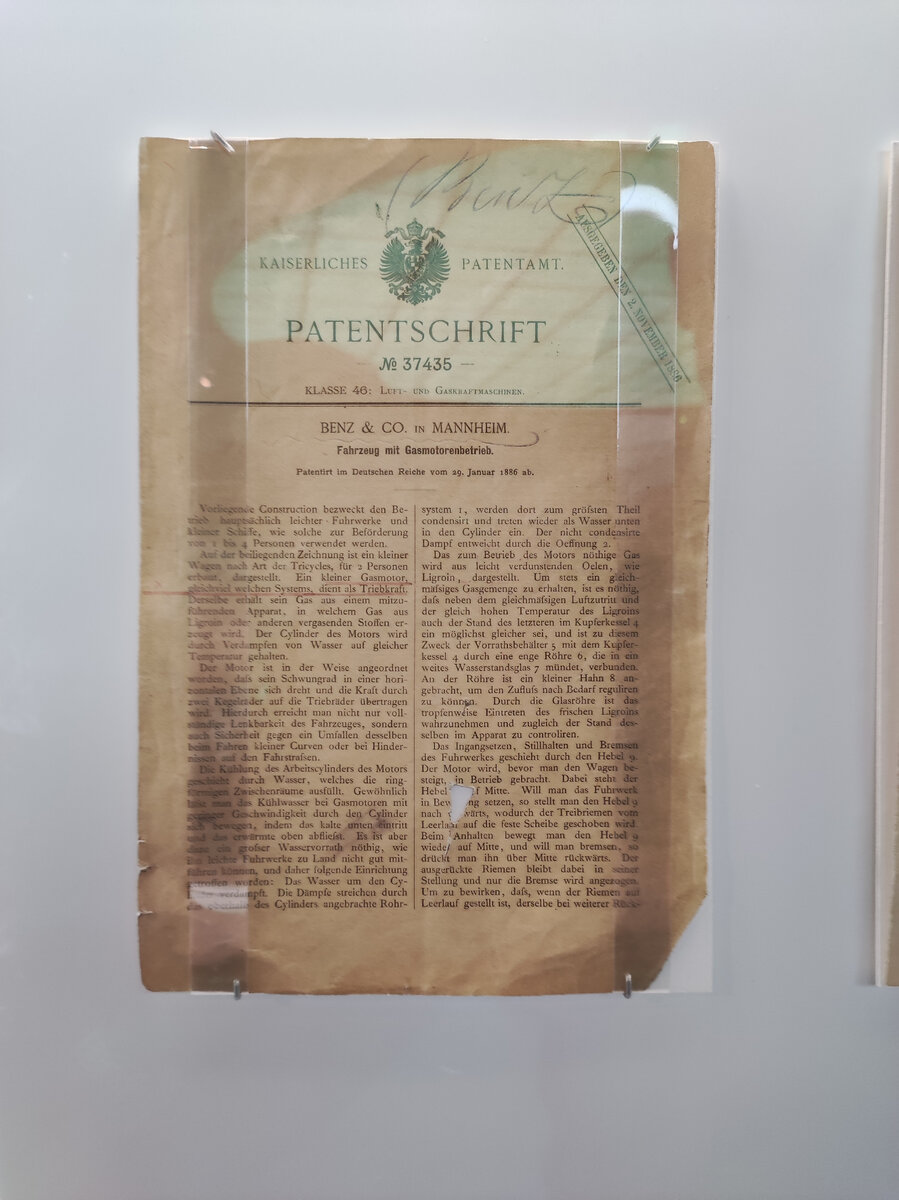 Benz
KAISERLICHES PATENTAMT.
AUSGEGEBEN DEN 2. NOVEMBER 1886
PATENTSCHRIFT
№ 37435
KLASSE 46: LUFT- UND GASKRAFTMASCHINEN.
BENZ & CO. IN MANNHEIM.
Fahrzeug mit Gasmotorenbetrieb.
Patentirt im Deutschen Reiche vom 29. Januar 1886 ab.
Vorliegende Construction bezweckt den Be-
trieb hauptsächlich leichter Fuhrwerke und
kleiner Schiffe, wie solche zur Beförderung
von 1 bis 4 Personen verwendet werden.
Auf der beiliegenden Zeichnung ist ein kleiner
Wagen nach Art der Tricycles, für 2 Personen
erbaut, dargestellt. Ein kleiner Gasmotor,
gleichviel welchen Systems, dient als Triebkraft.
Derselbe erhält sein Gas aus einem mitzu-
führenden Apparat, in welchem Gas aus
Ligroin oder anderen vergasenden Stoffen er-
zeugt wird. Der Cylinder des Motors wird
durch Verdampfen von Wasser auf gleicher
Temperatur gehalten.
Der Motor ist in der Weise angeordnet
worden, daſs sein Schwungrad in einer hori-
zontalen Ebene sich dreht und die Kraft durch
zwei Kegelräder auf die Triebräder übertragen
wird. Hierdurch erreicht man nicht nur voll-
ständige Lenkbarkeit des Fahrzeuges, sondern
auch Sicherheit gegen ein Umfallen desselben
beim Fahren kleiner Curven oder bei Hinder-
nissen auf den Fahrstraſsen.
Die Kühlung des Arbeitscylinders des Motors
geschieht durch Wasser, welches die ring-
förmigen Zwischenräume ausfüllt. Gewöhnlich
läſst man das Kühlwasser bei Gasmotoren mit
geringer Geschwindigkeit durch den Cylinder
sich bewegen, indem das kalte unten eintritt
und das erwärmte oben abflieſst. Es ist aber
dazu ein groſser Wasservorrath nöthig, wie
ihn leichte Fuhrwerke zu Land nicht gut mit-
führen können, und daher folgende Einrichtung
getroffen worden: Das Wasser um den Cy-
linder verdampft. Die Dämpfe streichen durch
das oberhalb des Cylinders angebrachte Rohr-
system 1, werden dort zum gröſsten Theil
condensirt und treten wieder als Wasser unten
in den Cylinder ein. Der nicht condensirte
Dampf entweicht durch die Oeffnung 2.
Das zum Betrieb des Motors nöthige Gas
wird aus leicht verdunstenden Oelen, wie
Ligroin, dargestellt. Um stets ein gleich-
mäſsiges Gasgemenge zu erhalten, ist es nöthig,
daſs neben dem gleichmäſsigen Luftzutritt und
der gleich hohen Temperatur des Ligroins
auch der Stand des letzteren im Kupferkessel 4
ein möglichst gleicher sei, und ist zu diesem
Zweck der Vorrathsbehälter 5 mit dem Kupfer-
kessel 4 durch eine enge Röhre 6, die in ein
weites Wasserstandsglas 7 mündet, verbunden.
An der Röhre ist ein kleiner Hahn 8 an-
gebracht, um den Zufluſs nach Bedarf reguliren
zu können. Durch die Glasröhre ist das
tropfenweise Eintreten des frischen Ligroins
wahrzunehmen und zugleich der Stand des-
selben im Apparat zu controliren.
Das Ingangsetzen, Stillhalten und Bremsen
des Fuhrwerkes geschieht durch den Hebel 9.
Der Motor wird, bevor man den Wagen be-
steigt, in Betrieb gebracht. Dabei steht der
Hebel auf Mitte. Will man das Fuhrwerk
in Bewegung setzen, so stellt man den Hebel 9
nach vorwärts, wodurch der Treibriemen vom
Leerlauf auf die feste Scheibe geschoben wird.
Beim Anhalten bewegt man den Hebel 9
wieder auf Mitte, und will man bremsen, so
drückt man ihn über Mitte rückwärts. Der
ausgerückte Riemen bleibt dabei in seiner
Stellung und nur die Bremse wird angezogen.
Um zu bewirken, daſs, wenn der Riemen auf
Leerlauf gestellt ist, derselbe bei weiterer Rück-